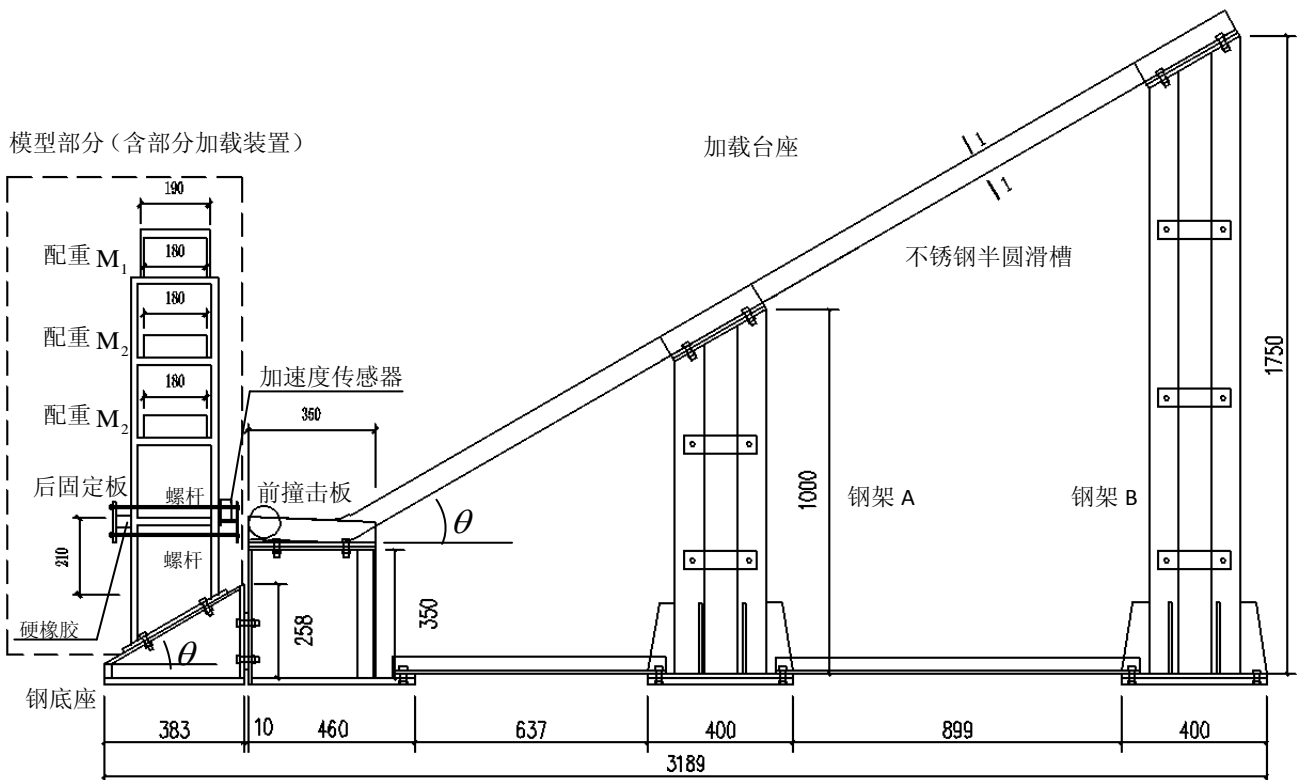 模型部分（含部分加载装置）
加载台座
1
1
190
配重 M1
180
不锈钢半圆滑槽
180
配重 M2
180
配重 M2
加速度传感器
360
1750
1000
后固定板
螺杆
前撞击板
θ
钢架 A
钢架 B
210
螺杆
258
350
硬橡胶
θ
钢底座
383
10
460
637
400
899
400
3189